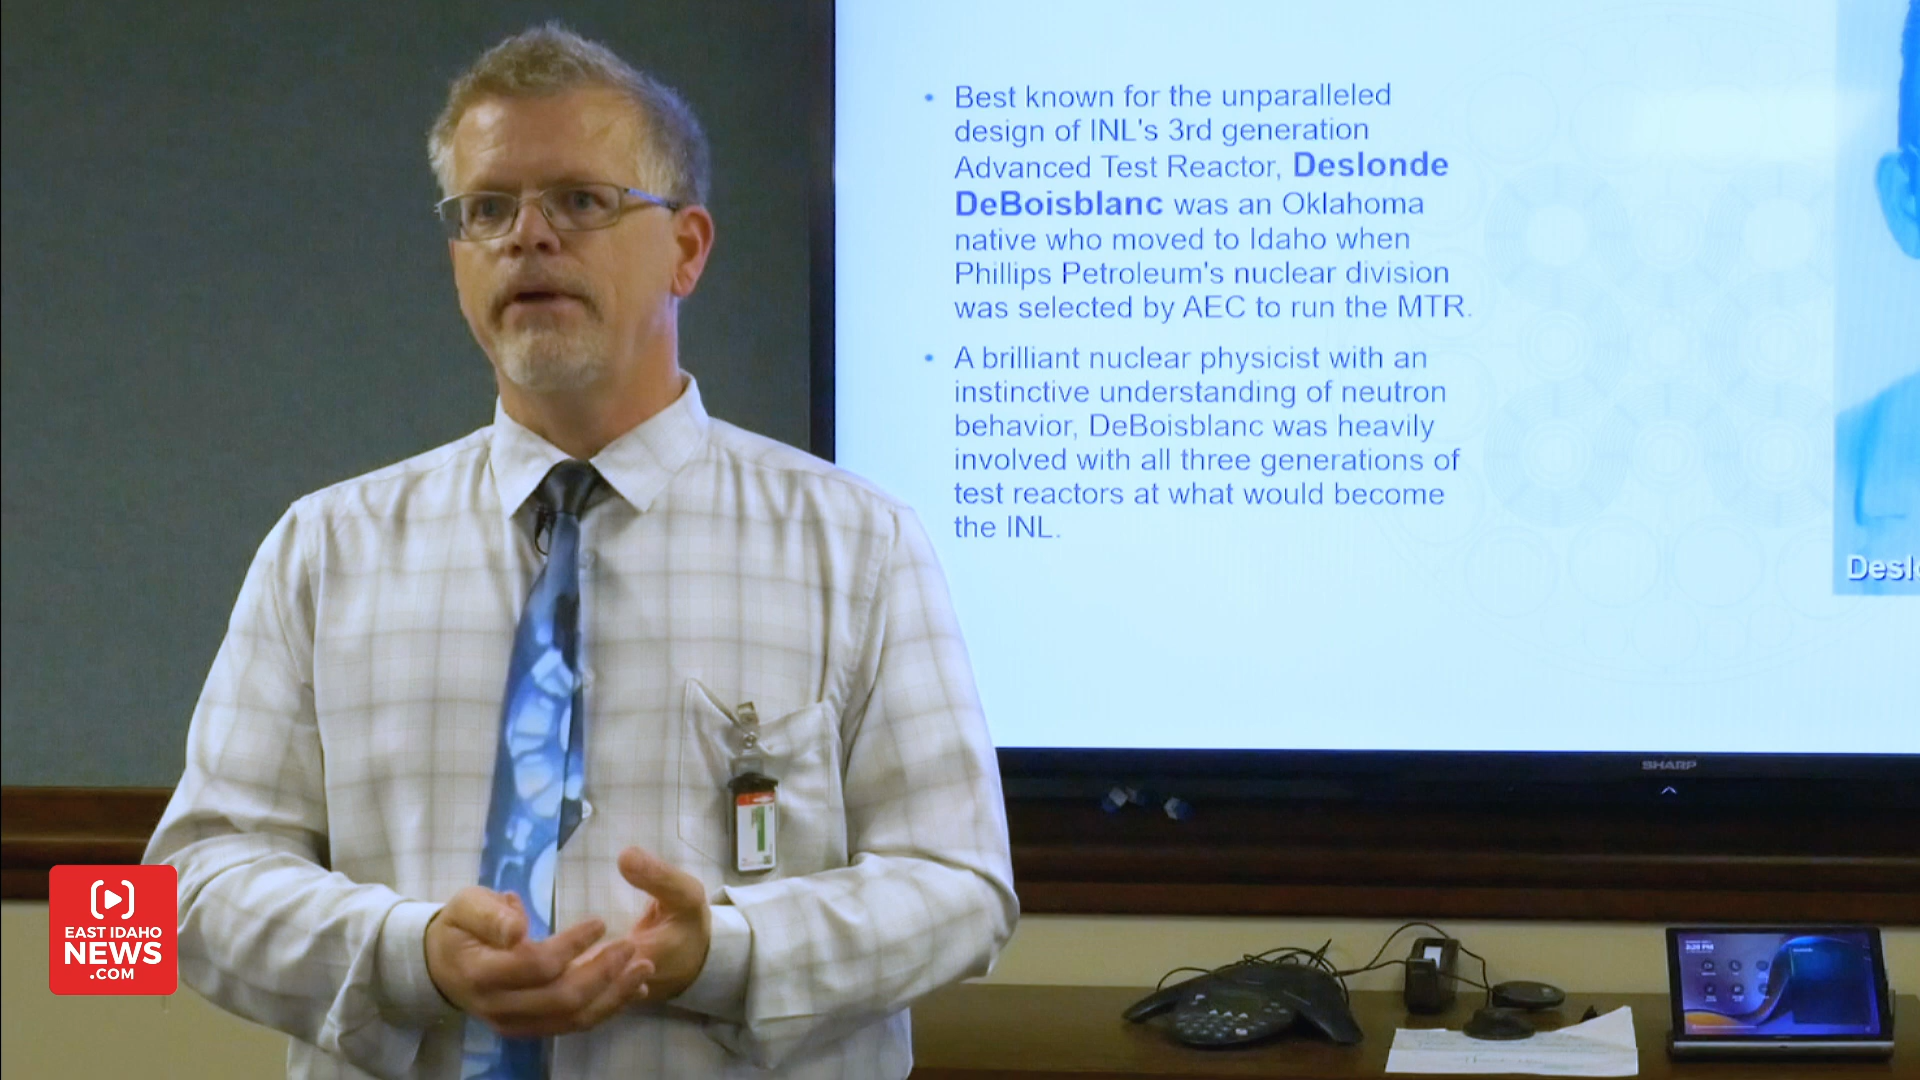 • Best known for the unparalleled
design of INL's 3rd generation
Advanced Test Reactor, Deslonde
DeBoisblanc was an Oklahoma
native who moved to Idaho when
Phillips Petroleum's nuclear division
was selected by AEC to run the MTR.
• A brilliant nuclear physicist with an
instinctive understanding of neutron
behavior, DeBoisblanc was heavily
involved with all three generations of
test reactors at what would become
the INL.
Deslo
SHARP
EAST IDAHO
NEWS
.COM